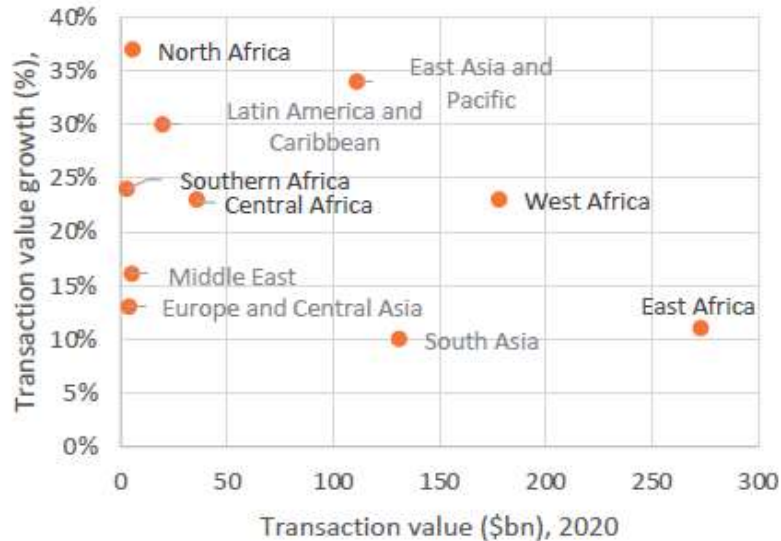 Transaction value growth (%),
40%
35%
30%
25%
20%
15%
10%
5%
0%
North Africa
East Asia and
Pacific
Latin America and
Caribbean
Southern Africa
Central Africa
West Africa
Middle East
Europe and Central Asia
East Africa
South Asia
0
50
100
150
200
250
300
Transaction value ($bn), 2020